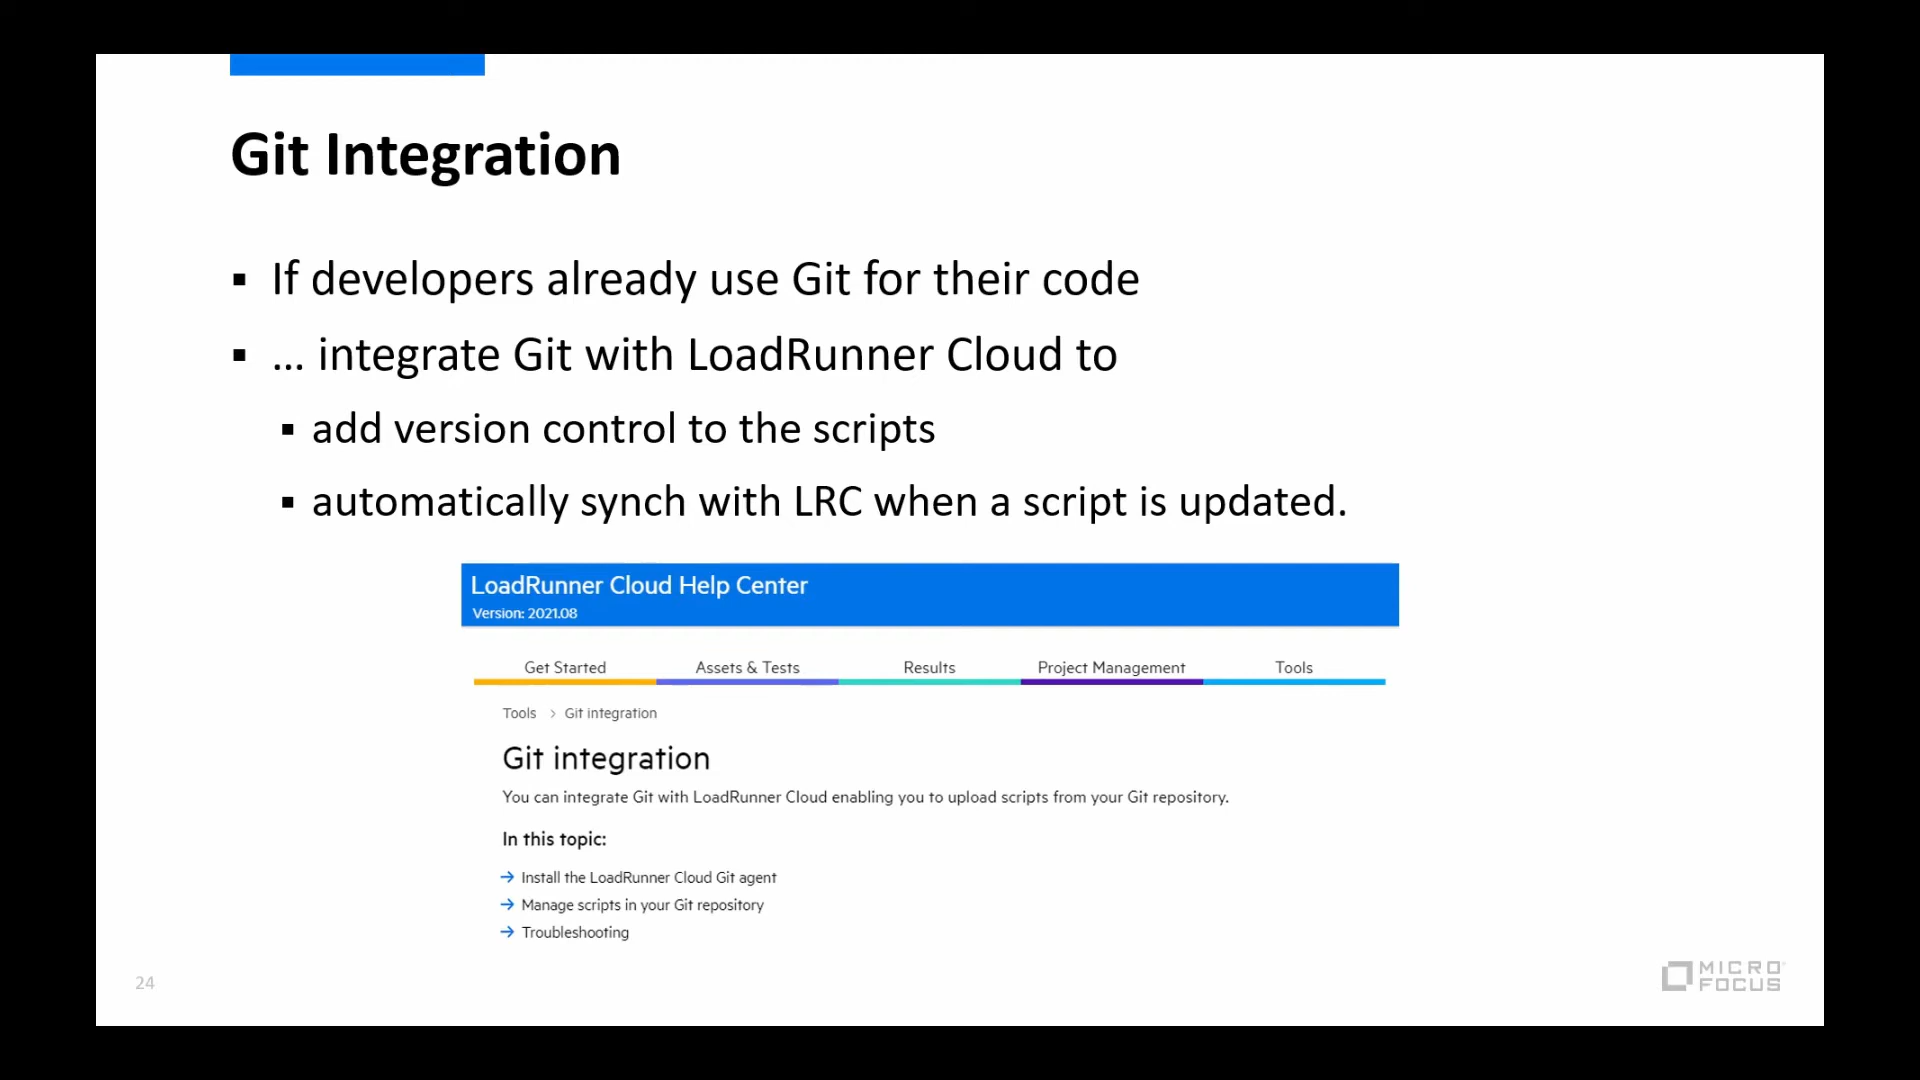 Git Integration
▪ If developers already use Git for their code
▪ ... integrate Git with LoadRunner Cloud to
▪ add version control to the scripts
▪ automatically synch with LRC when a script is updated.
LoadRunner Cloud Help Center
Version: 2021.08
Get Started Assets & Tests Results Project Management Tools
Tools > Git integration
Git integration
You can integrate Git with LoadRunner Cloud enabling you to upload scripts from your Git repository.
In this topic:
→ Install the LoadRunner Cloud Git agent
→ Manage scripts in your Git repository
→ Troubleshooting
24
MICRO
FOCUS